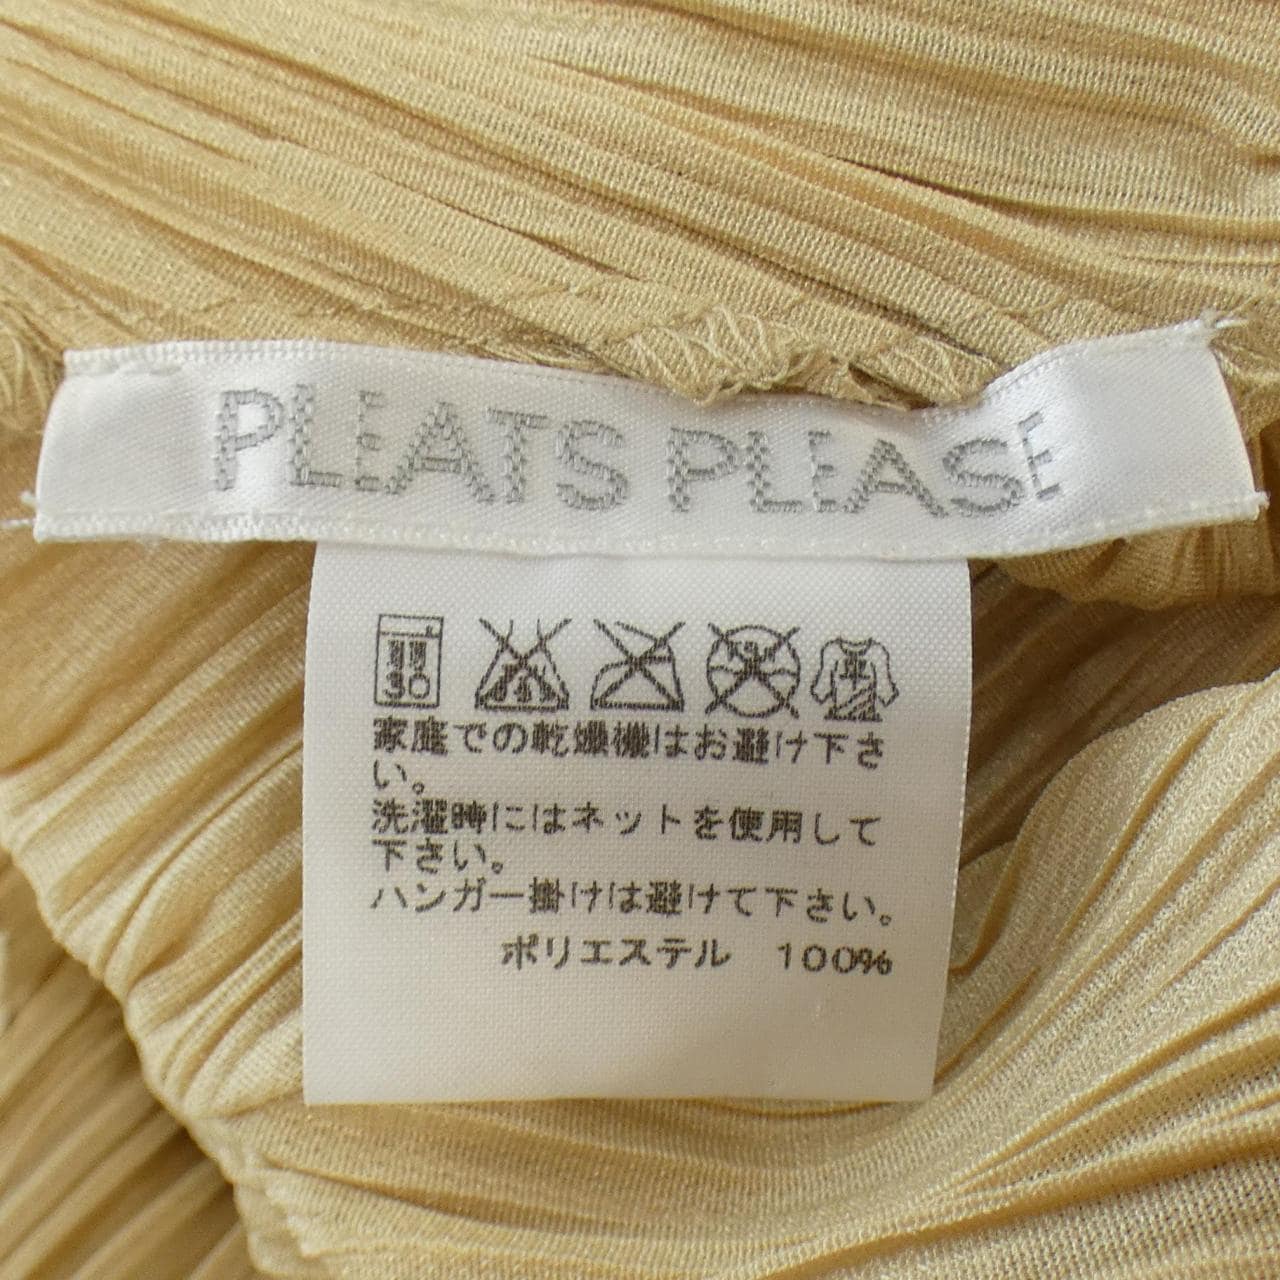 PLEATS PLEASE
30
家庭での乾燥機はお避け下さ
い。
洗濯時にはネットを使用して
下さい。
ハンガー掛けは避けて下さい。
ポリエステル 100%